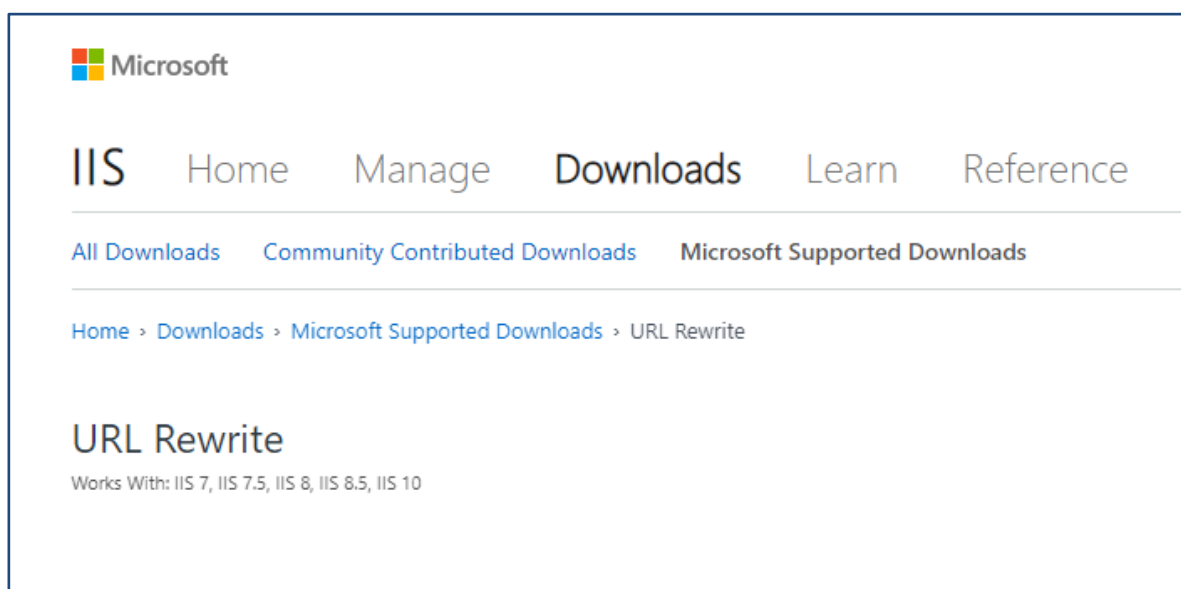 Microsoft
IIS Home Manage Downloads Learn Reference
All Downloads Community Contributed Downloads Microsoft Supported Downloads
Home › Downloads › Microsoft Supported Downloads › URL Rewrite
URL Rewrite
Works With: IIS 7, IIS 7.5, IIS 8, IIS 8.5, IIS 10